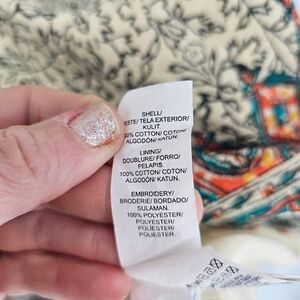 SHELL/
TESTE/ TELA EXTERIOR/
KULIT.
100% COTTON/ COTON/
ALGODÓN/ KATUN.
LINING/
DOUBLURE/ FORRO/
PELAPIS.
100% COTTON/ COTON/
ALGODÓN/ KATUN.
EMBROIDERY/
BRODERIE/ BORDADO/
SULAMAN.
100% POLYESTER/
POLYESTER/
POLIÉSTER/
POLIESTER